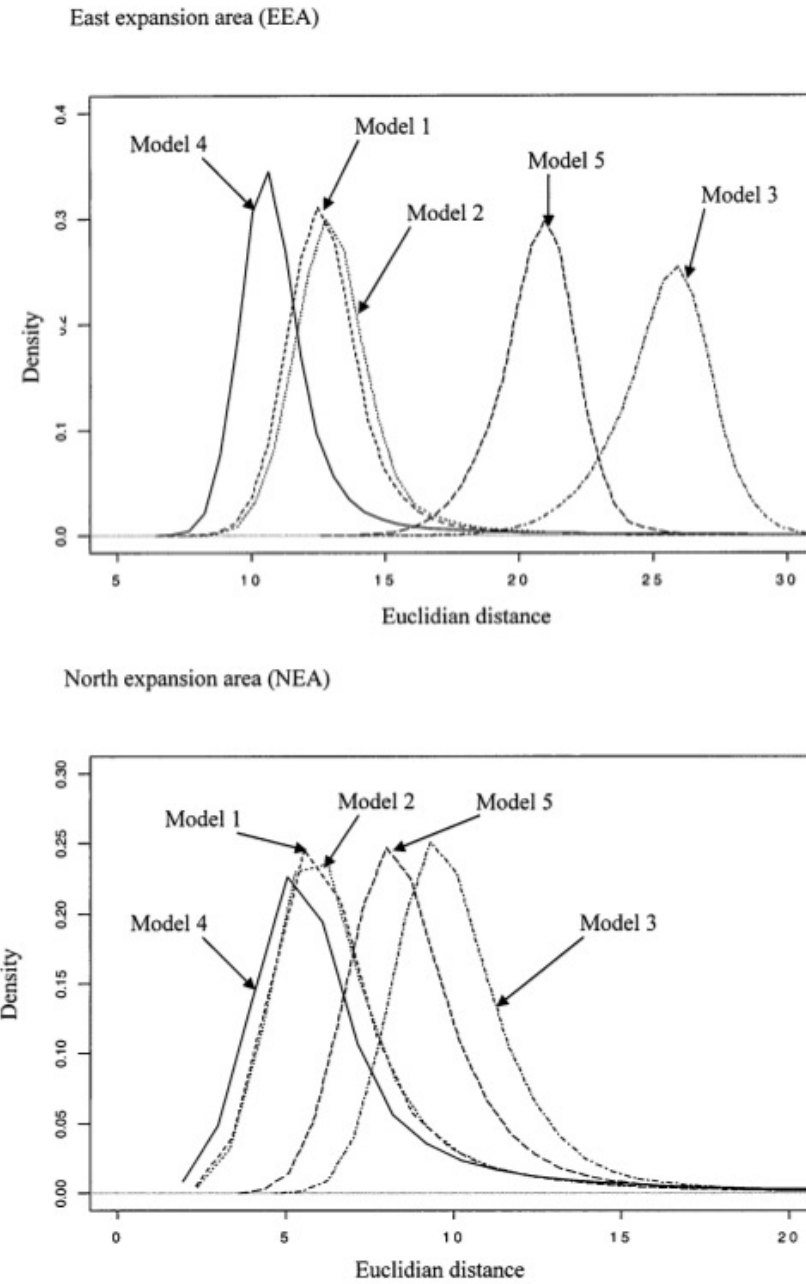 East expansion area (EEA)
Model 4
Model 1
Model 2
Model 5
Model 3
Density
0.4
0.3
0.1
0.0
5 10 15 20 25 30
Euclidian distance
North expansion area (NEA)
Model 1
Model 2
Model 5
Model 4
Model 3
Density
0.30
0.25
0.20
0.15
0.10
0.05
0.00
0 5 10 15 20
Euclidian distance